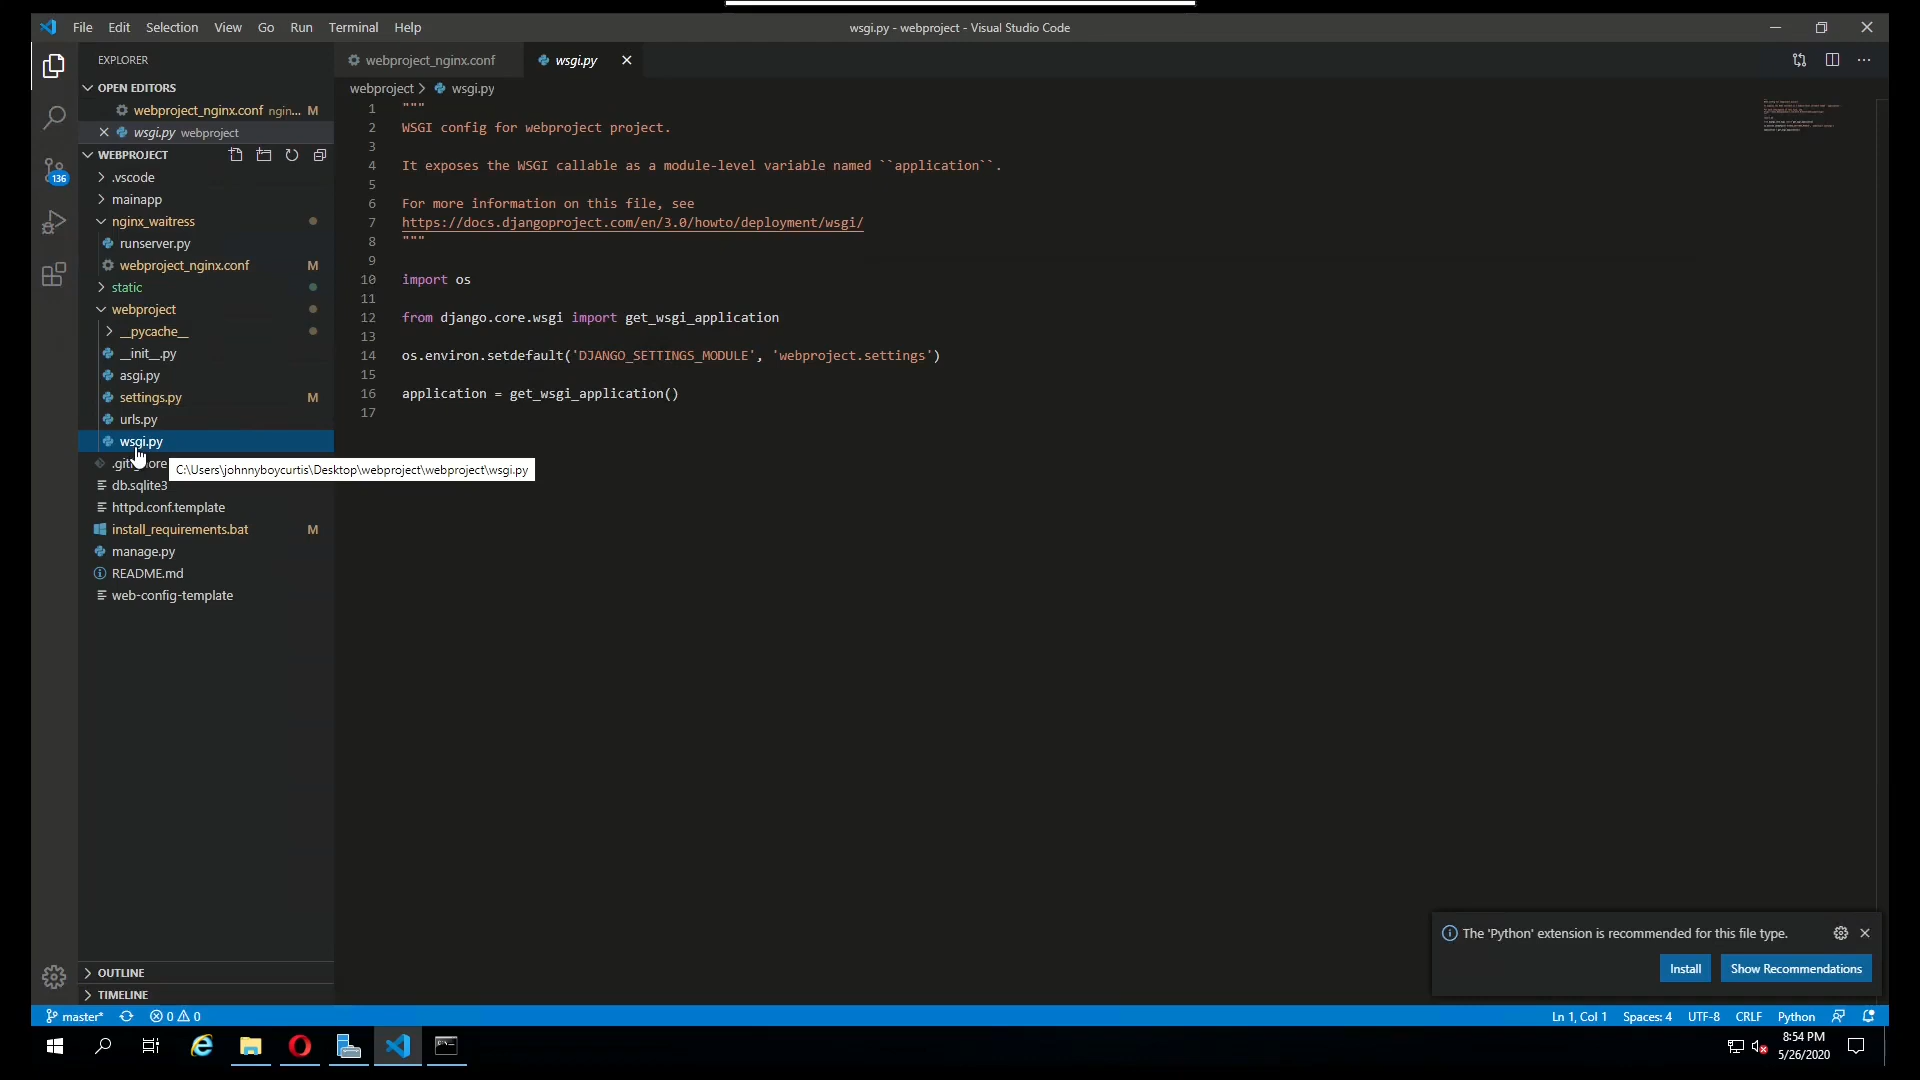 File Edit Selection View Go Run Terminal Help
wsgi.py - webproject - Visual Studio Code
EXPLORER
OPEN EDITORS
webproject_nginx.conf ngin... M
wsgi.py webproject
WEBPROJECT
.vscode
mainapp
nginx_waitress
runserver.py
webproject_nginx.conf M
static
webproject
__pycache__
__init__.py
asgi.py
settings.py M
urls.py
wsgi.py
.gitignore
C:\Users\johnnyboycurtis\Desktop\webproject\webproject\wsgi.py
db.sqlite3
httpd.conf.template
install_requirements.bat M
manage.py
README.md
web-config-template
OUTLINE
TIMELINE
136
webproject_nginx.conf
wsgi.py
webproject > wsgi.py
1 """
2 WSGI config for webproject project.
3
4 It exposes the WSGI callable as a module-level variable named ``application``.
5
6 For more information on this file, see
7 https://docs.djangoproject.com/en/3.0/howto/deployment/wsgi/
8 """
9
10 import os
11
12 from django.core.wsgi import get_wsgi_application
13
14 os.environ.setdefault('DJANGO_SETTINGS_MODULE', 'webproject.settings')
15
16 application = get_wsgi_application()
17
The 'Python' extension is recommended for this file type.
Install Show Recommendations
master* 0 0
Ln 1, Col 1 Spaces: 4 UTF-8 CRLF Python
8:54 PM
5/26/2020